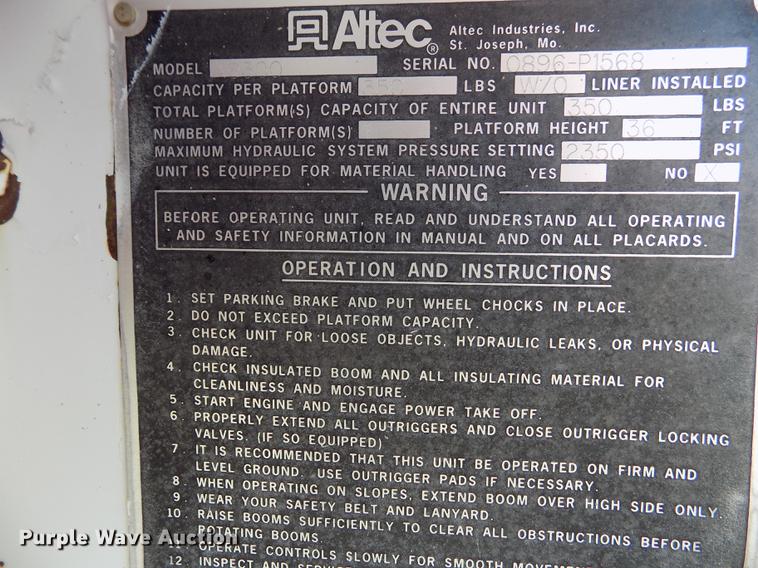 Altec® Altec Industries, Inc.
St. Joseph, Mo.
MODEL SERIAL NO. 0896-P1568
CAPACITY PER PLATFORM 350 LBS W/O LINER INSTALLED
TOTAL PLATFORM(S) CAPACITY OF ENTIRE UNIT 350 LBS
NUMBER OF PLATFORM(S) PLATFORM HEIGHT 36 FT
MAXIMUM HYDRAULIC SYSTEM PRESSURE SETTING 2350 PSI
UNIT IS EQUIPPED FOR MATERIAL HANDLING YES NO X
WARNING
BEFORE OPERATING UNIT, READ AND UNDERSTAND ALL OPERATING
AND SAFETY INFORMATION IN MANUAL AND ON ALL PLACARDS.
OPERATION AND INSTRUCTIONS
1. SET PARKING BRAKE AND PUT WHEEL CHOCKS IN PLACE.
2. DO NOT EXCEED PLATFORM CAPACITY.
3. CHECK UNIT FOR LOOSE OBJECTS, HYDRAULIC LEAKS, OR PHYSICAL
DAMAGE.
4. CHECK INSULATED BOOM AND ALL INSULATING MATERIAL FOR
CLEANLINESS AND MOISTURE.
5. START ENGINE AND ENGAGE POWER TAKE OFF.
6. PROPERLY EXTEND ALL OUTRIGGERS AND CLOSE OUTRIGGER LOCKING
VALVES. (IF SO EQUIPPED)
7. IT IS RECOMMENDED THAT THIS UNIT BE OPERATED ON FIRM AND
LEVEL GROUND. USE OUTRIGGER PADS IF NECESSARY.
8. WHEN OPERATING ON SLOPES, EXTEND BOOM OVER HIGH SIDE ONLY.
9. WEAR YOUR SAFETY BELT AND LANYARD.
10. RAISE BOOMS SUFFICIENTLY TO CLEAR ALL OBSTRUCTIONS BEFORE
ROTATING BOOMS.
11. OPERATE CONTROLS SLOWLY FOR SMOOTH
12. INSPECT AND
Purple Wave Auction